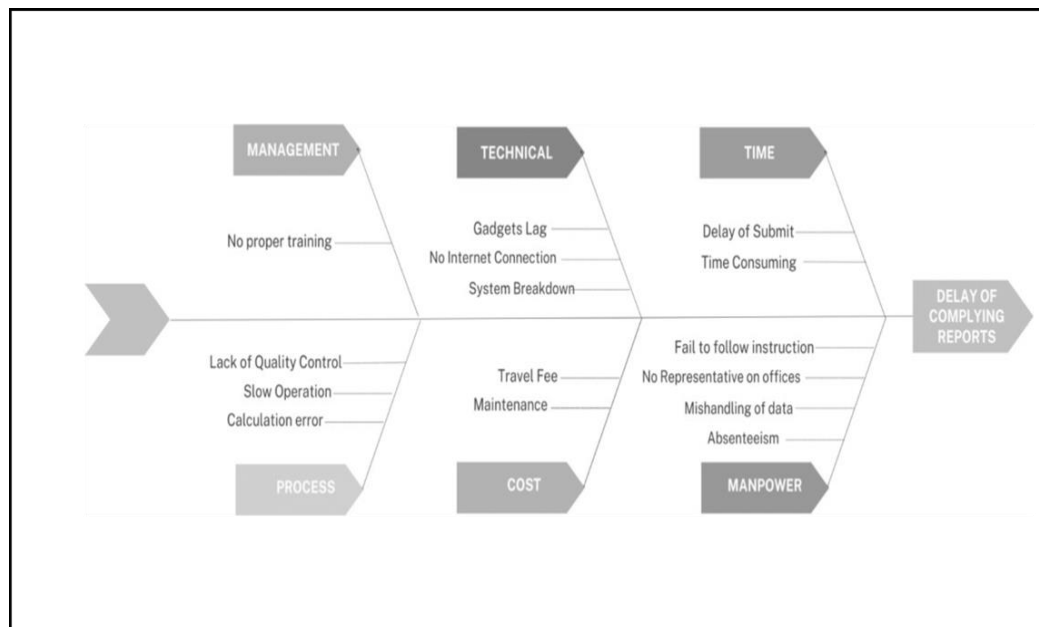 MANAGEMENT
TECHNICAL
TIME
No proper training
Gadgets Lag
No Internet Connection
System Breakdown
Delay of Submit
Time Consuming
DELAY OF
COMPLYING
REPORTS
Lack of Quality Control
Slow Operation
Calculation error
Travel Fee
Maintenance
Fail to follow instruction
No Representative on offices
Mishandling of data
Absenteeism
PROCESS
COST
MANPOWER